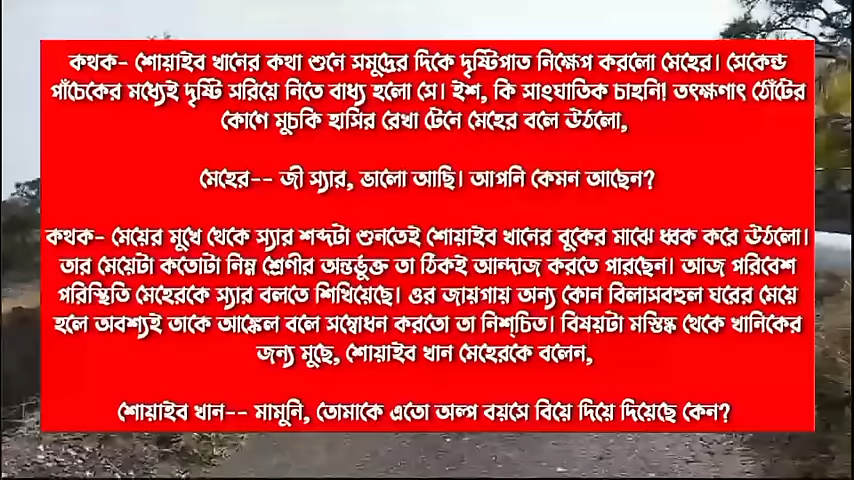 কথক- শোয়াইব খানের কথা শুনে সমুদ্রের দিকে দৃষ্টিপাত নিক্ষেপ করলো মেহের। সেকেন্ড
পাঁচেকের মধ্যেই দৃষ্টি সরিয়ে নিতে বাধ্য হলো সে। ইশ, কি সাংঘাতিক চাহনি! তৎক্ষণাৎ ঠোঁটের
কোণে মুচকি হাসির রেখা টেনে মেহের বলে উঠলো,
মেহের-- জী স্যার, ভালো আছি। আপনি কেমন আছেন?
কথক- মেয়ের মুখে থেকে স্যার শব্দটা শুনতেই শোয়াইব খানের বুকের মাঝে ধ্বক করে উঠলো।
তার মেয়েটা কতোটা নিম্ন শ্রেণীর অন্তর্ভুক্ত তা ঠিকই আন্দাজ করতে পারছেন। আজ পরিবেশ
পরিস্থিতি মেহেরকে স্যার বলতে শিখিয়েছে। ওর জায়গায় অন্য কোন বিলাসবহুল ঘরের মেয়ে
হলে অবশ্যই তাকে আঙ্কেল বলে সম্বোধন করতো তা নিশ্চিত। বিষয়টা মস্তিষ্ক থেকে খানিকের
জন্য মুছে, শোয়াইব খান মেহেরকে বলেন,
শোয়াইব খান-- মামুনি, তোমাকে এতো অল্প বয়সে বিয়ে দিয়ে দিয়েছে কেন?